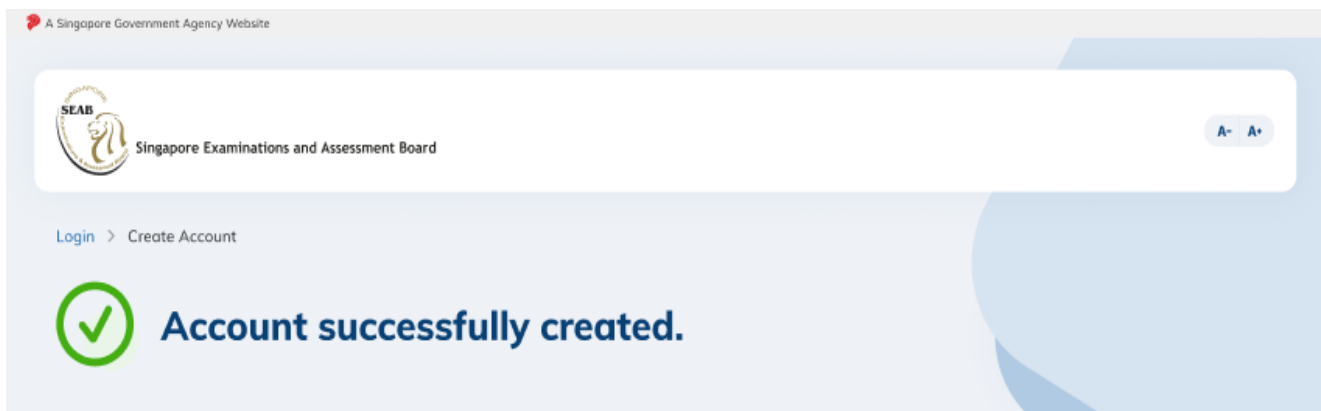 A Singapore Government Agency Website
SEAB
Singapore Examinations and Assessment Board
A- A+
Login > Create Account
Account successfully created.